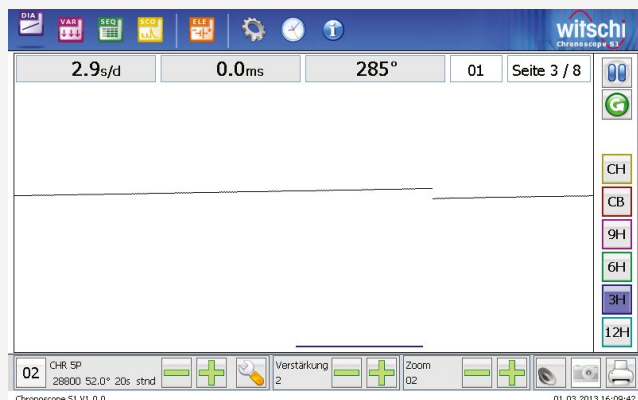 DIA VAR SEQ SCO ELE
witschi
Chronoscope S1
2.9s/d 0.0ms 285° 01 Seite 3 / 8
CH
CB
9H
6H
3H
12H
02 CHR 5P Verstärkung Zoom
28800 52.0° 20s stnd 2 02
Chronoscope S1 V1.0.0 01.03.2013 16:09:42